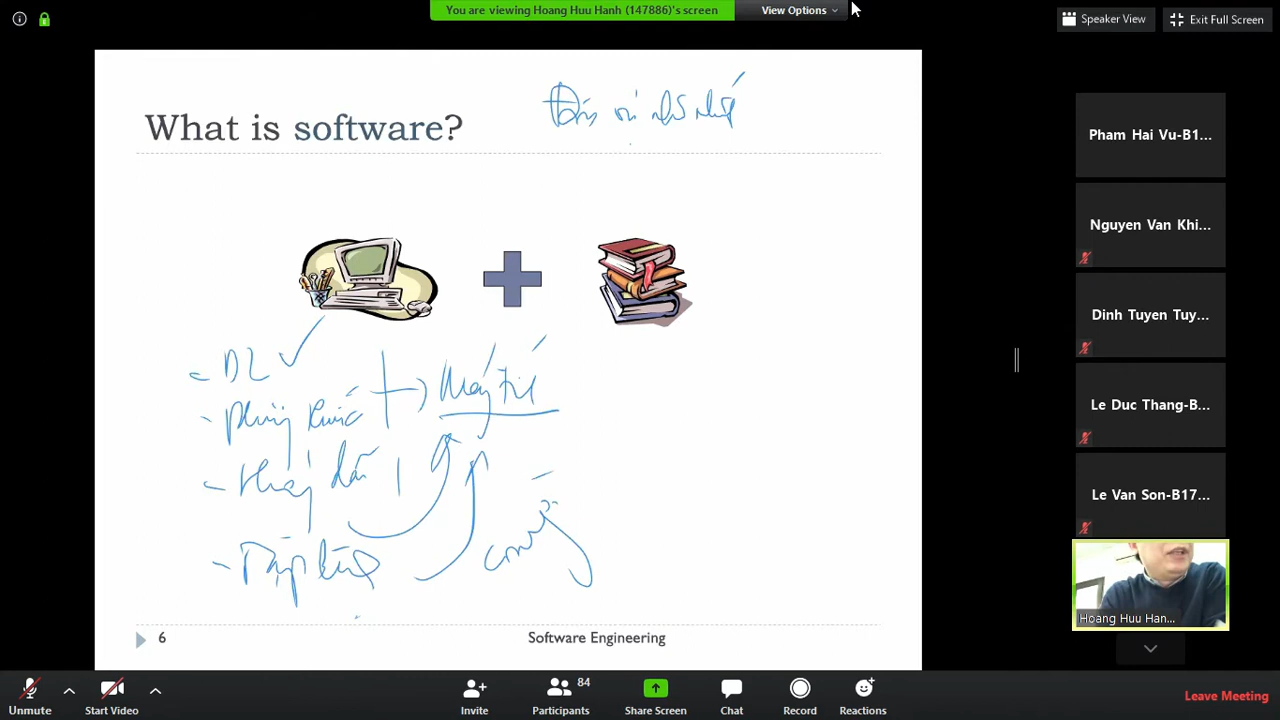 You are viewing Hoang Huu Hanh (147886)'s screen
View Options
Speaker View
Exit Full Screen
What is software?
Pham Hai Vu-B1...
Nguyen Van Khi...
Dinh Tuyen Tuy...
Le Duc Thang-B...
Le Van Son-B17...
Hoang Huu Han...
- DL
6
Software Engineering
Unmute
Start Video
Invite
84
Participants
Share Screen
Chat
Record
Reactions
Leave Meeting